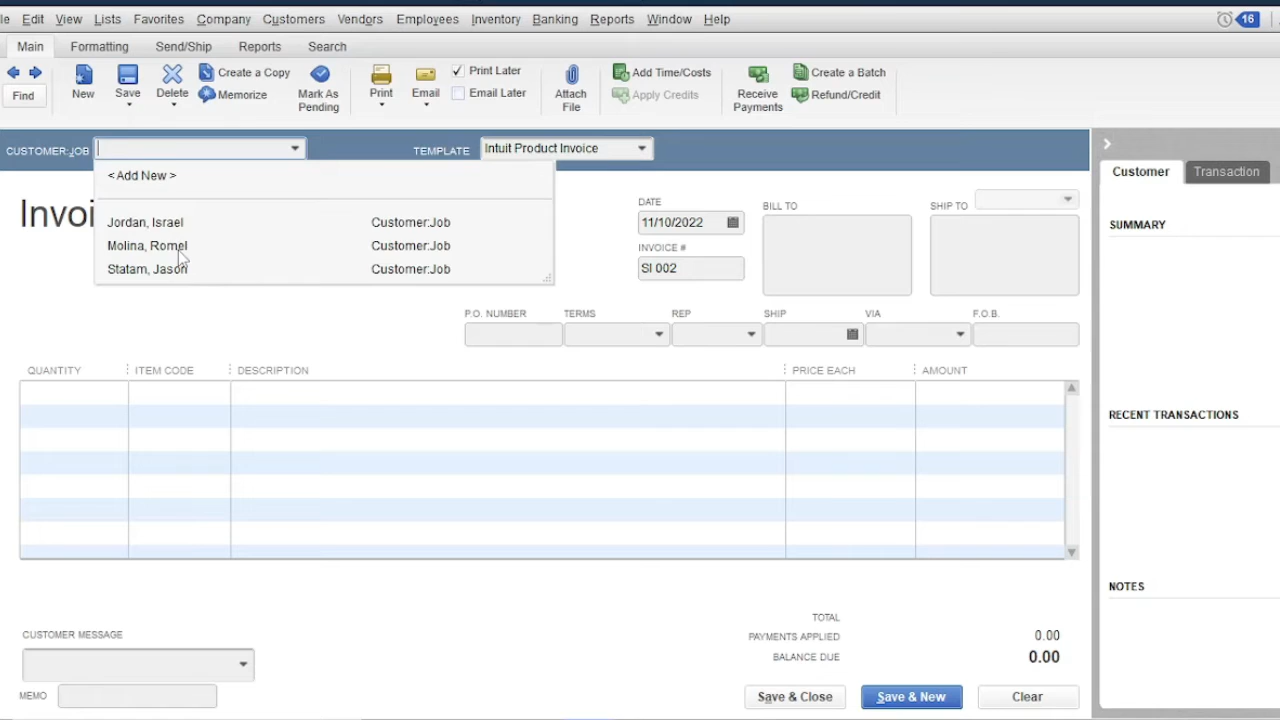 le Edit View Lists Favorites Company Customers Vendors Employees Inventory Banking Reports Window Help 16
Main Formatting Send/Ship Reports Search
Find New Save Delete Create a Copy Memorize Mark As Pending Print Email Print Later Email Later Attach File Add Time/Costs Apply Credits Receive Payments Create a Batch Refund/Credit
CUSTOMER:JOB TEMPLATE Intuit Product Invoice
< Add New >
Jordan, Israel Customer:Job
Molina, Romel Customer:Job
Statam, Jason Customer:Job
Invoi
DATE
11/10/2022
INVOICE #
SI 002
BILL TO
SHIP TO
P.O. NUMBER TERMS REP SHIP VIA F.O.B.
QUANTITY ITEM CODE DESCRIPTION PRICE EACH AMOUNT
TOTAL
PAYMENTS APPLIED 0.00
BALANCE DUE 0.00
CUSTOMER MESSAGE
MEMO
Save & Close Save & New Clear
Customer Transaction
SUMMARY
RECENT TRANSACTIONS
NOTES